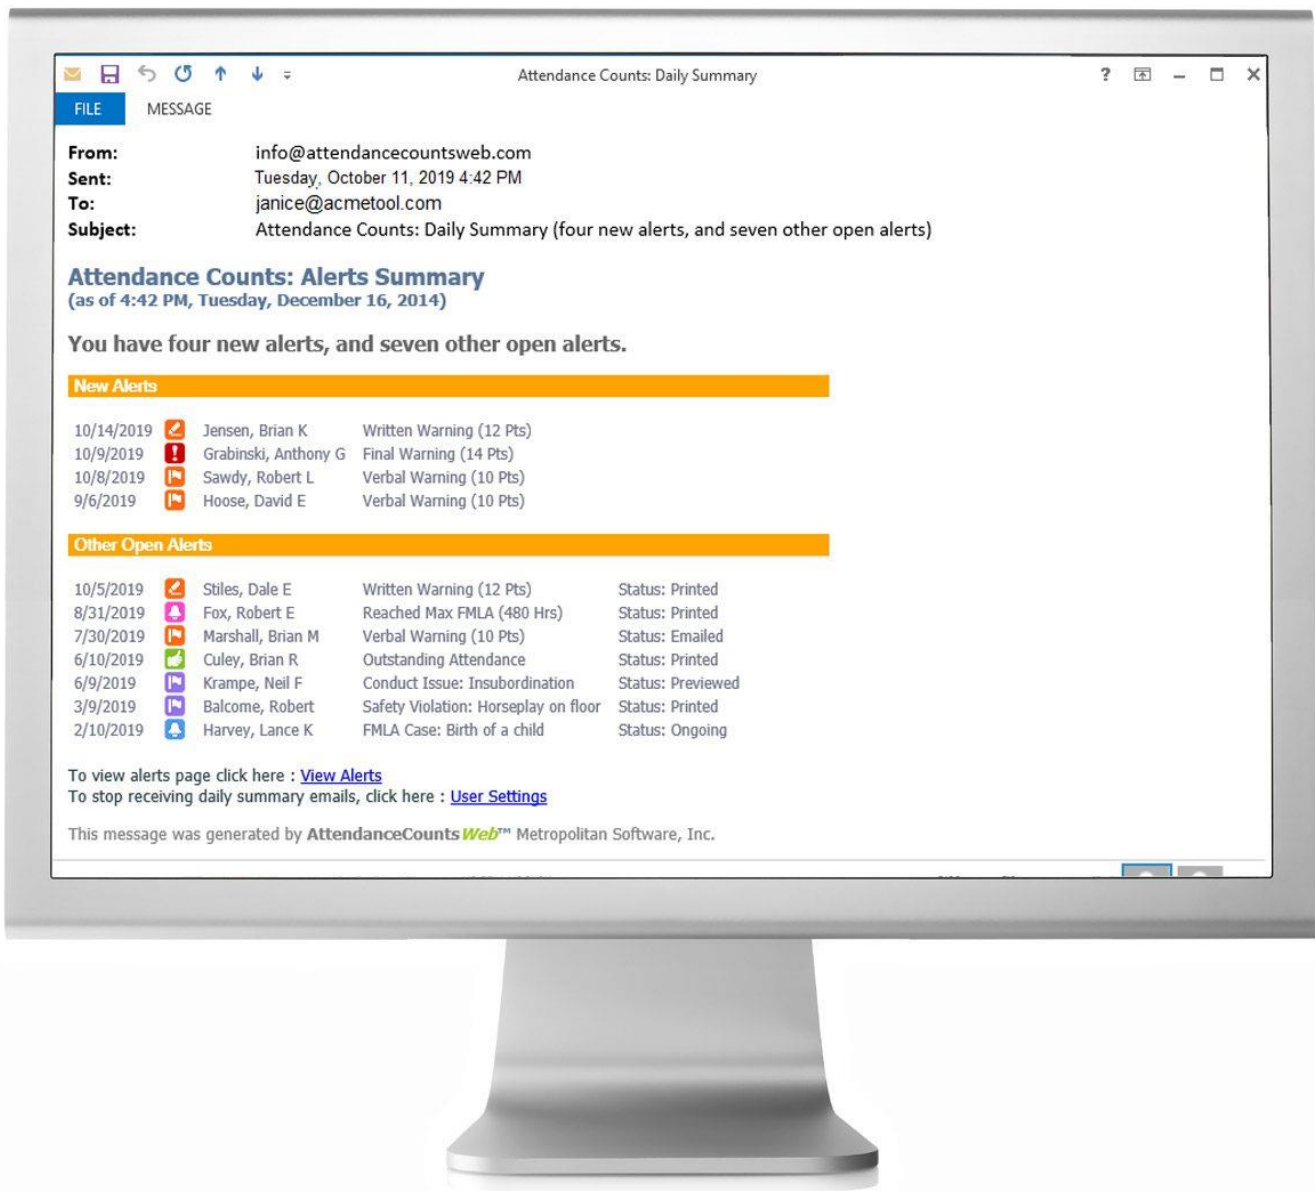 Attendance Counts: Daily Summary
FILE MESSAGE
From: info@attendancecountsweb.com
Sent: Tuesday, October 11, 2019 4:42 PM
To: janice@acmetool.com
Subject: Attendance Counts: Daily Summary (four new alerts, and seven other open alerts)
Attendance Counts: Alerts Summary
(as of 4:42 PM, Tuesday, December 16, 2014)
You have four new alerts, and seven other open alerts.
New Alerts
10/14/2019 Jensen, Brian K Written Warning (12 Pts)
10/9/2019 Grabinski, Anthony G Final Warning (14 Pts)
10/8/2019 Sawdy, Robert L Verbal Warning (10 Pts)
9/6/2019 Hoose, David E Verbal Warning (10 Pts)
Other Open Alerts
10/5/2019 Stiles, Dale E Written Warning (12 Pts) Status: Printed
8/31/2019 Fox, Robert E Reached Max FMLA (480 Hrs) Status: Printed
7/30/2019 Marshall, Brian M Verbal Warning (10 Pts) Status: Emailed
6/10/2019 Culey, Brian R Outstanding Attendance Status: Printed
6/9/2019 Krampe, Neil F Conduct Issue: Insubordination Status: Previewed
3/9/2019 Balcome, Robert Safety Violation: Horseplay on floor Status: Printed
2/10/2019 Harvey, Lance K FMLA Case: Birth of a child Status: Ongoing
To view alerts page click here : View Alerts
To stop receiving daily summary emails, click here : User Settings
This message was generated by AttendanceCountsWeb™ Metropolitan Software, Inc.